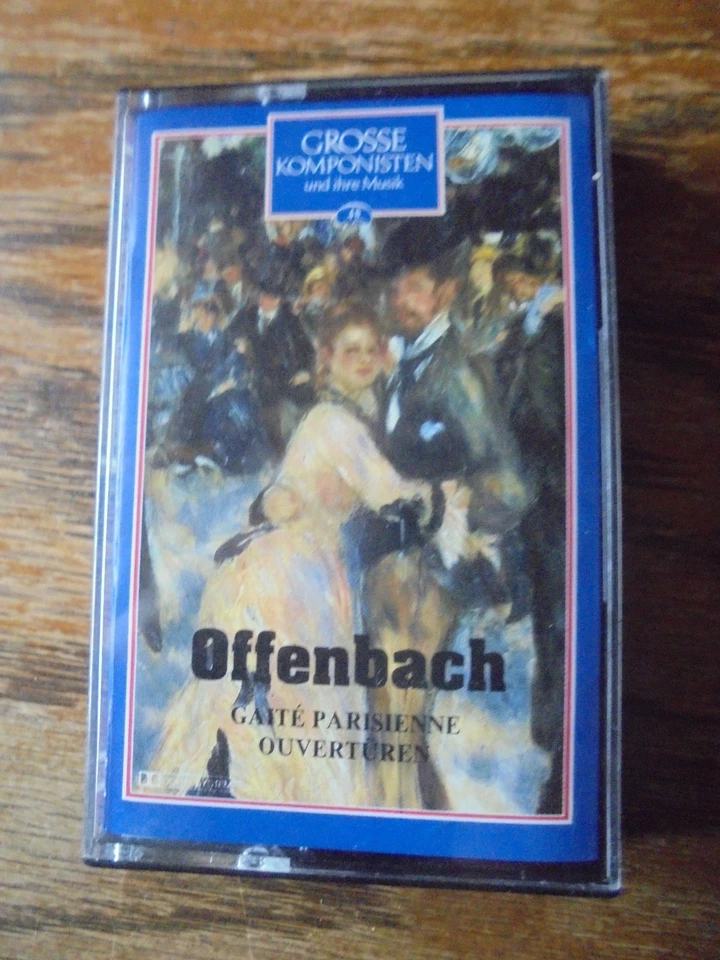 GROSSE
KOMPONISTEN
und ihre Musik
Offenbach
GAITÉ PARISIENNE
OUVERTÜREN